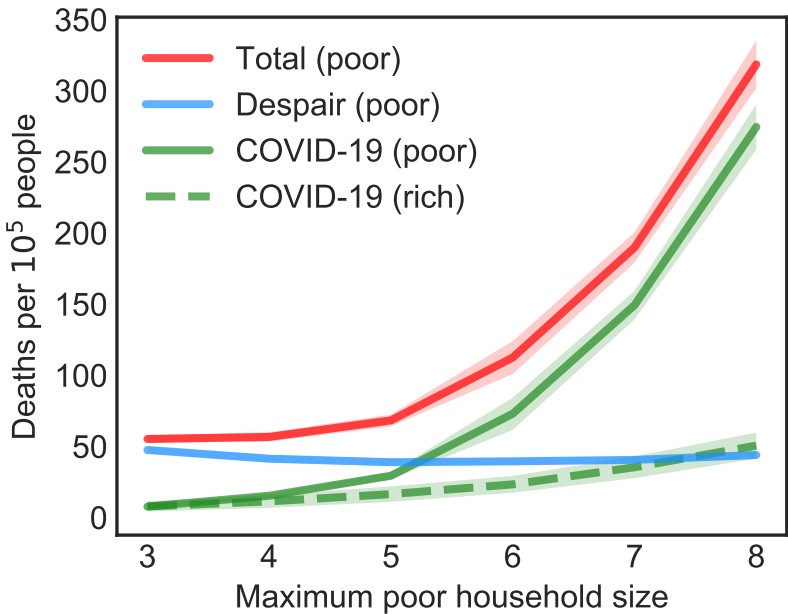 350
300
250
200
150
100
50
0
Deaths per 10⁵ people
Total (poor)
Despair (poor)
COVID-19 (poor)
COVID-19 (rich)
3 4 5 6 7 8
Maximum poor household size